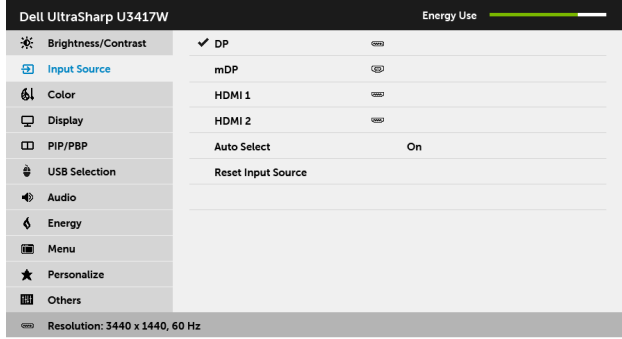 Dell UltraSharp U3417W Energy Use
Brightness/Contrast DP
Input Source mDP
Color HDMI 1
Display HDMI 2
PIP/PBP Auto Select On
USB Selection Reset Input Source
Audio
Energy
Menu
Personalize
Others
Resolution: 3440 x 1440, 60 Hz